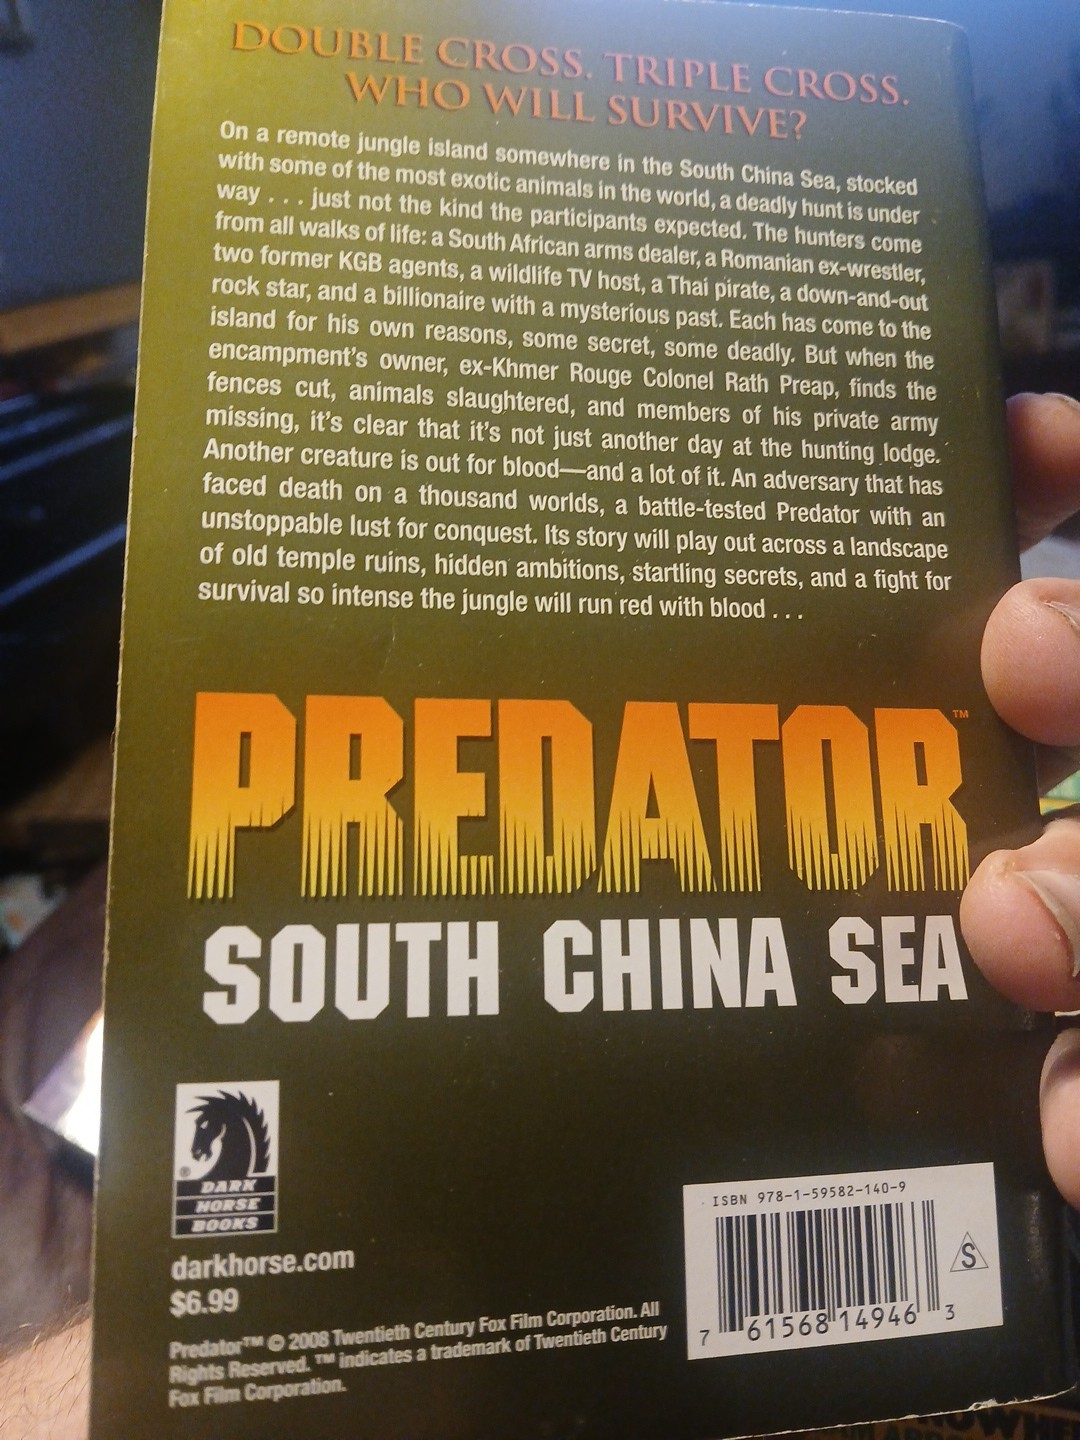 DOUBLE CROSS. TRIPLE CROSS.
WHO WILL SURVIVE?
On a remote jungle island somewhere in the South China Sea, stocked
with some of the most exotic animals in the world, a deadly hunt is under
way . . . just not the kind the participants expected. The hunters come
from all walks of life: a South African arms dealer, a Romanian ex-wrestler,
two former KGB agents, a wildlife TV host, a Thai pirate, a down-and-out
rock star, and a billionaire with a mysterious past. Each has come to the
island for his own reasons, some secret, some deadly. But when the
encampment's owner, ex-Khmer Rouge Colonel Rath Preap, finds the
fences cut, animals slaughtered, and members of his private army
missing, it's clear that it's not just another day at the hunting lodge.
Another creature is out for blood—and a lot of it. An adversary that has
faced death on a thousand worlds, a battle-tested Predator with an
unstoppable lust for conquest. Its story will play out across a landscape
of old temple ruins, hidden ambitions, startling secrets, and a fight for
survival so intense the jungle will run red with blood . . .
PREDATOR™
SOUTH CHINA SEA
®
DARK
HORSE
BOOKS
darkhorse.com
$6.99
Predator™ © 2008 Twentieth Century Fox Film Corporation. All
Rights Reserved. ™ indicates a trademark of Twentieth Century
Fox Film Corporation.
ISBN 978-1-59582-140-9
S
7 61568 14946 3